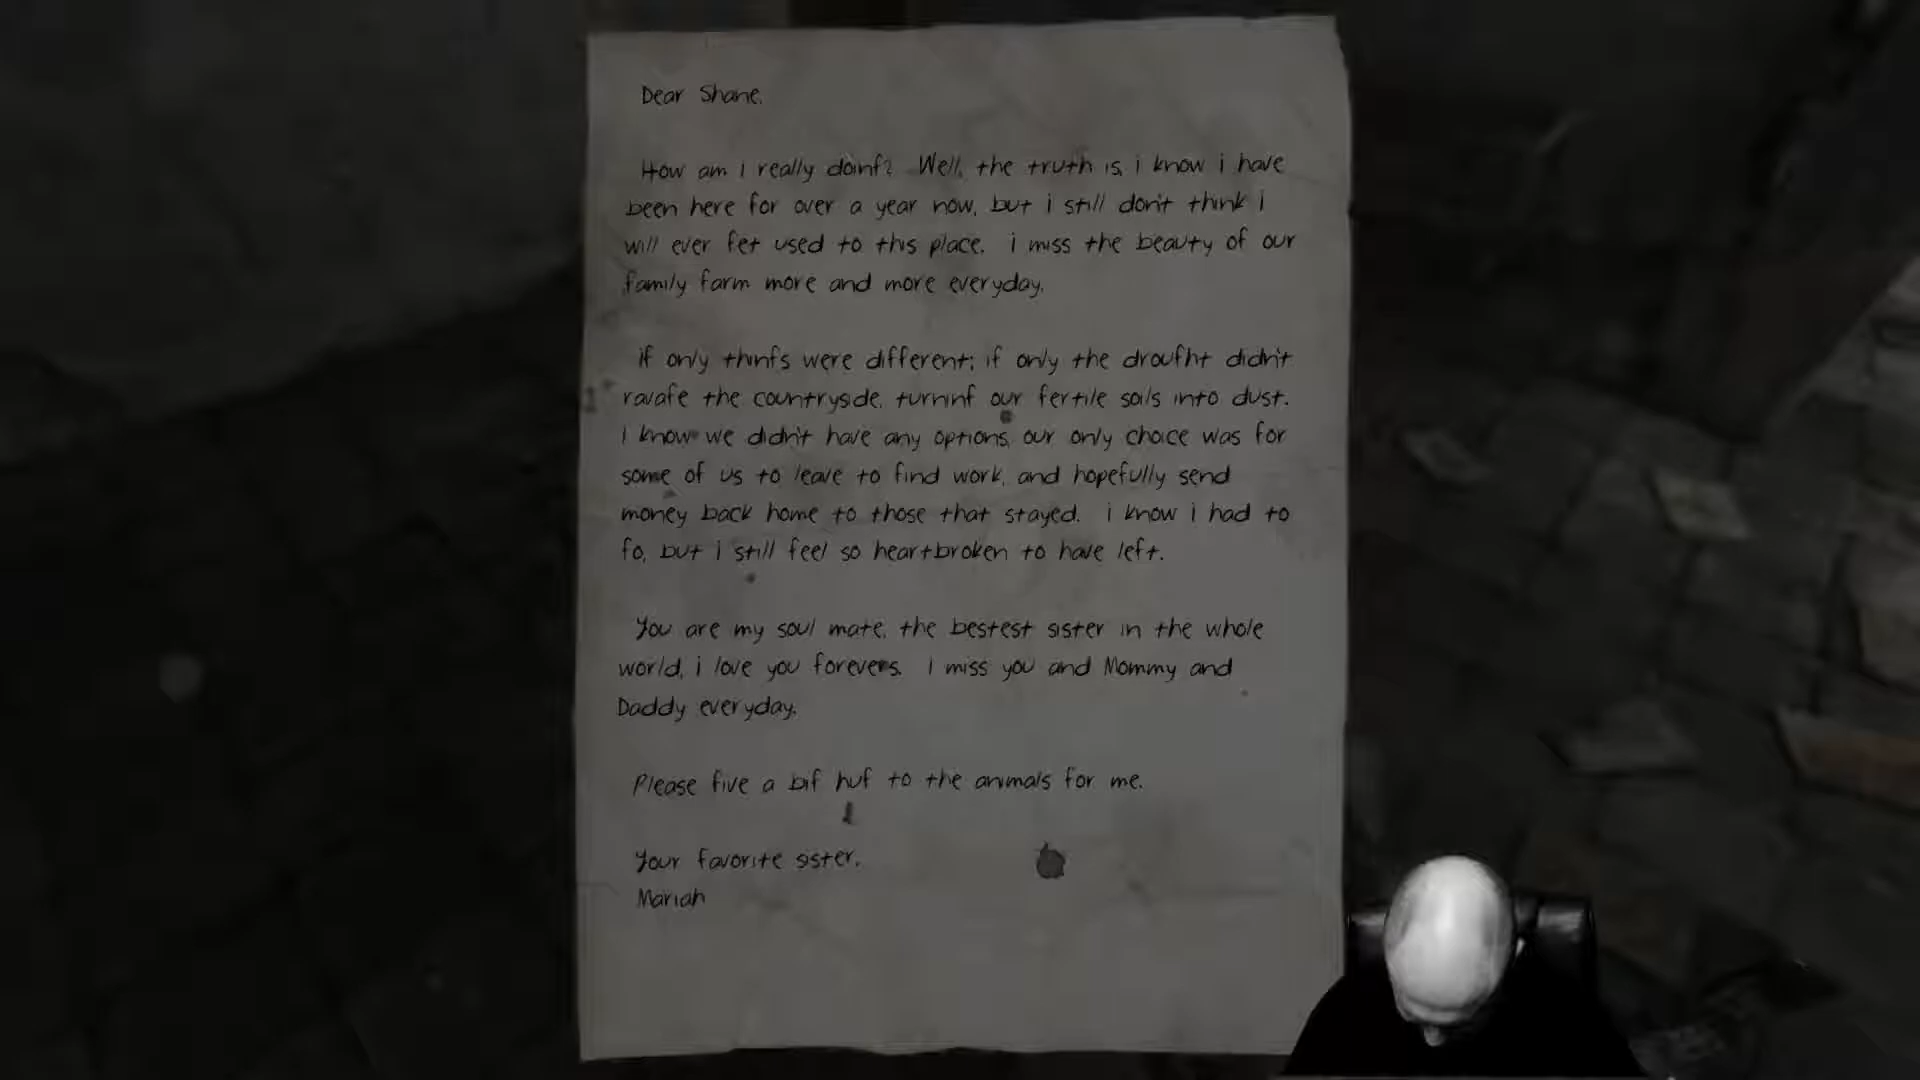 Dear Shane,
How am I really doinf? Well, the truth is, i know i have
been here for over a year now, but i still don't think i
will ever fet used to this place. i miss the beauty of our
family farm more and more everyday.
if only thinfs were different; if only the droufht didn't
ravafe the countryside, turninf our fertile soils into dust.
I know we didn't have any options, our only choice was for
some of us to leave to find work, and hopefully send
money back home to those that stayed. i know i had to
fo, but i still feel so heartbroken to have left.
You are my soul mate, the bestest sister in the whole
world, i love you forevers. I miss you and Mommy and
Daddy everyday.
Please five a bif huf to the animals for me.
Your favorite sister,
Mariah